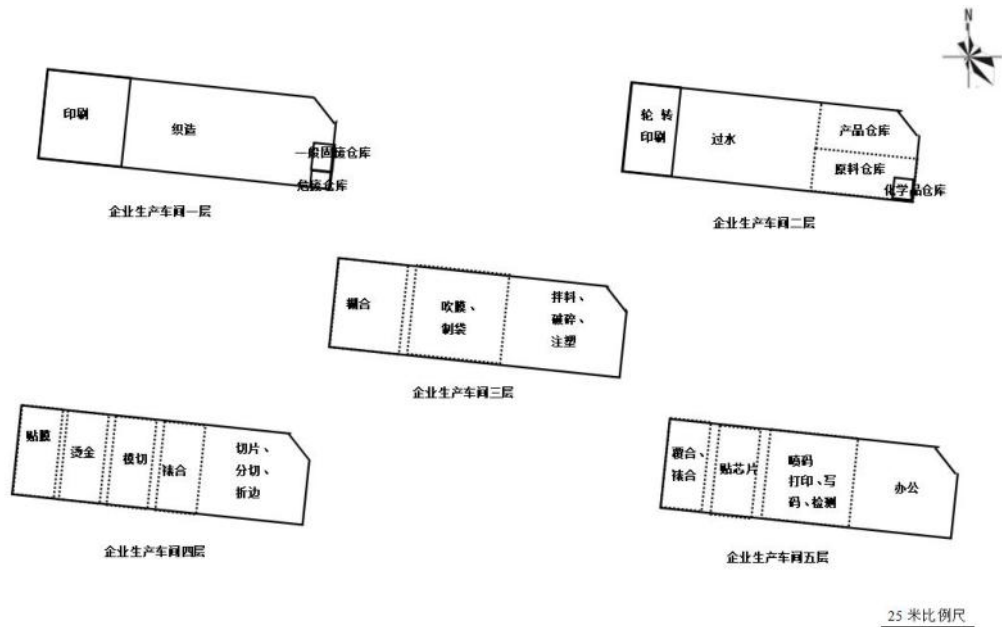 N
印刷
织造
一般固废仓库
危废仓库
企业生产车间一层
轮 转
印刷
过水
产品仓库
原料仓库
化学品仓库
企业生产车间二层
糊合
吹膜、
制袋
拌料、
破碎、
注塑
企业生产车间三层
贴膜
烫金
模切
裱合
切片、
分切、
折边
企业生产车间四层
覆合、
裱合
贴芯片
喷码
打印、写
码、检测
办公
企业生产车间五层
25 米比例尺